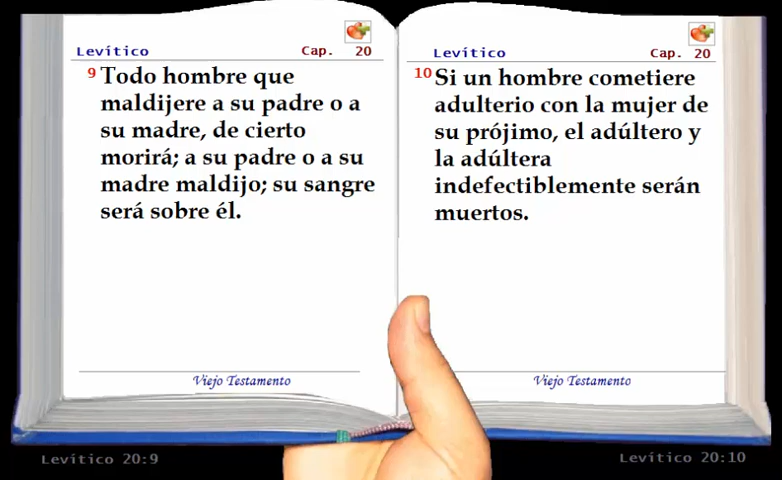 Levítico
Cap. 20
9 Todo hombre que
maldijere a su padre o a
su madre, de cierto
morirá; a su padre o a su
madre maldijo; su sangre
será sobre él.
Viejo Testamento
Levítico 20:9
Levítico
Cap. 20
10 Si un hombre cometiere
adulterio con la mujer de
su prójimo, el adúltero y
la adúltera
indefectiblemente serán
muertos.
Viejo Testamento
Levítico 20:10